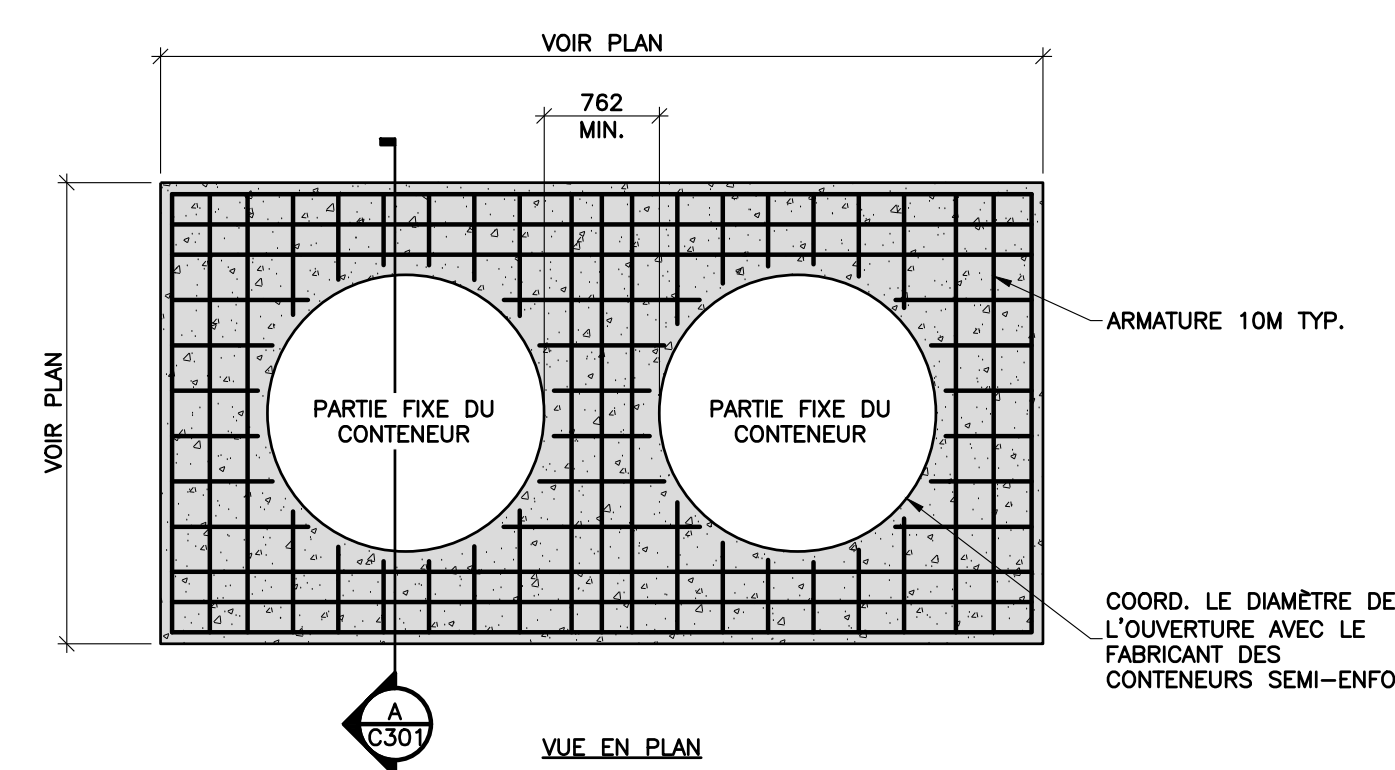 VOIR PLAN
762
MIN.
VOIR PLAN
ARMATURE 10M TYP.
PARTIE FIXE DU
CONTENEUR
PARTIE FIXE DU
CONTENEUR
COORD. LE DIAMÈTRE DE
L'OUVERTURE AVEC LE
FABRICANT DES
CONTENEURS SEMI-ENFO
A
C301
VUE EN PLAN